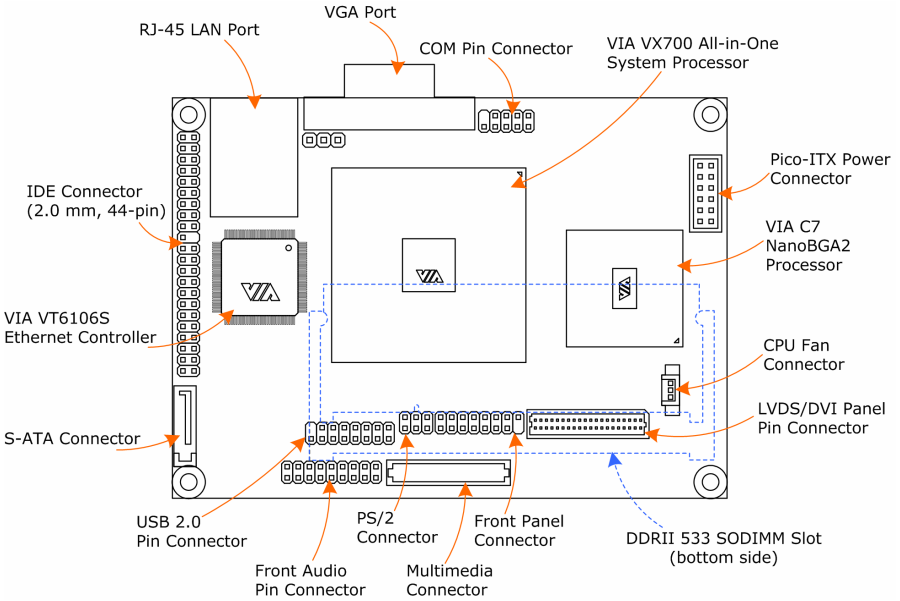 VGA Port
RJ-45 LAN Port
COM Pin Connector
VIA VX700 All-in-One
System Processor
Pico-ITX Power
Connector
IDE Connector
(2.0 mm, 44-pin)
VIA C7
NanoBGA2
Processor
VIA
VIA
VIA
VIA VT6106S
Ethernet Controller
CPU Fan
Connector
LVDS/DVI Panel
Pin Connector
S-ATA Connector
USB 2.0
Pin Connector
PS/2
Connector
Front Panel
Connector
DDRII 533 SODIMM Slot
(bottom side)
Front Audio
Pin Connector
Multimedia
Connector